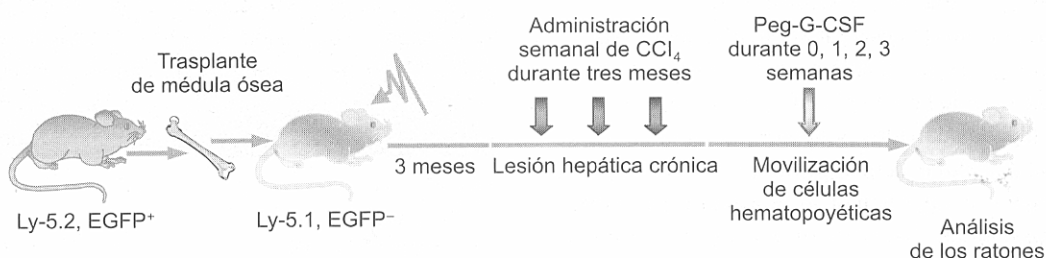 Trasplante
de médula ósea
Administración
semanal de CCl₄
durante tres meses
Peg-G-CSF
durante 0, 1, 2, 3
semanas
3 meses
Lesión hepática crónica
Movilización
de células
hematopoyéticas
Ly-5.2, EGFP⁺
Ly-5.1, EGFP⁻
Análisis
de los ratones